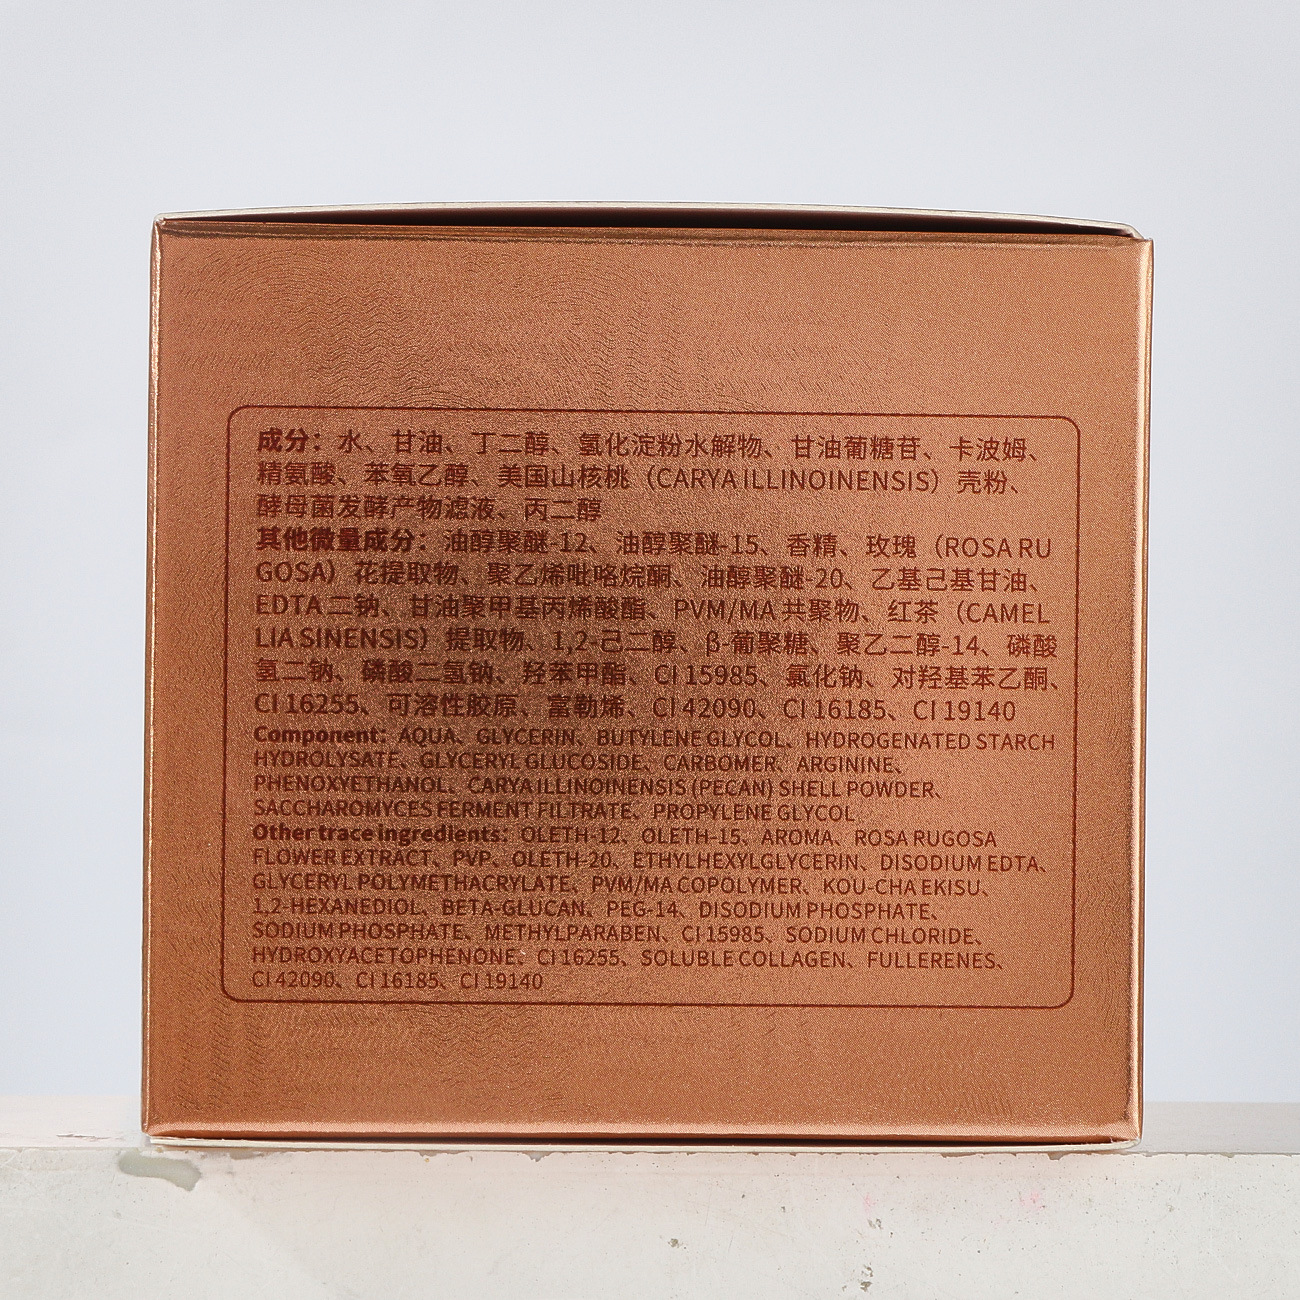 成分：水、甘油、丁二醇、氢化淀粉水解物、甘油葡糖苷、卡波姆、
精氨酸、苯氧乙醇、美国山核桃（CARYA ILLINOINENSIS）壳粉、
酵母菌发酵产物滤液、丙二醇
其他微量成分：油醇聚醚-12、油醇聚醚-15、香精、玫瑰（ROSA RU
GOSA）花提取物、聚乙烯吡咯烷酮、油醇聚醚-20、乙基己基甘油、
EDTA 二钠、甘油聚甲基丙烯酸酯、PVM/MA 共聚物、红茶（CAMEL
LIA SINENSIS）提取物、1,2-己二醇、β-葡聚糖、聚乙二醇-14、磷酸
氢二钠、磷酸二氢钠、羟苯甲酯、CI 15985、氯化钠、对羟基苯乙酮、
CI 16255、可溶性胶原、富勒烯、CI 42090、CI 16185、CI 19140
Component：AQUA、GLYCERIN、BUTYLENE GLYCOL、HYDROGENATED STARCH
HYDROLYSATE、GLYCERYL GLUCOSIDE、CARBOMER、ARGININE、
PHENOXYETHANOL、CARYA ILLINOINENSIS (PECAN) SHELL POWDER、
SACCHAROMYCES FERMENT FILTRATE、PROPYLENE GLYCOL
Other trace ingredients：OLETH-12、OLETH-15、AROMA、ROSA RUGOSA
FLOWER EXTRACT、PVP、OLETH-20、ETHYLHEXYLGLYCERIN、DISODIUM EDTA、
GLYCERYL POLYMETHACRYLATE、PVM/MA COPOLYMER、KOU-CHA EKISU、
1,2-HEXANEDIOL、BETA-GLUCAN、PEG-14、DISODIUM PHOSPHATE、
SODIUM PHOSPHATE、METHYLPARABEN、CI 15985、SODIUM CHLORIDE、
HYDROXYACETOPHENONE、CI 16255、SOLUBLE COLLAGEN、FULLERENES、
CI 42090、CI 16185、CI 19140